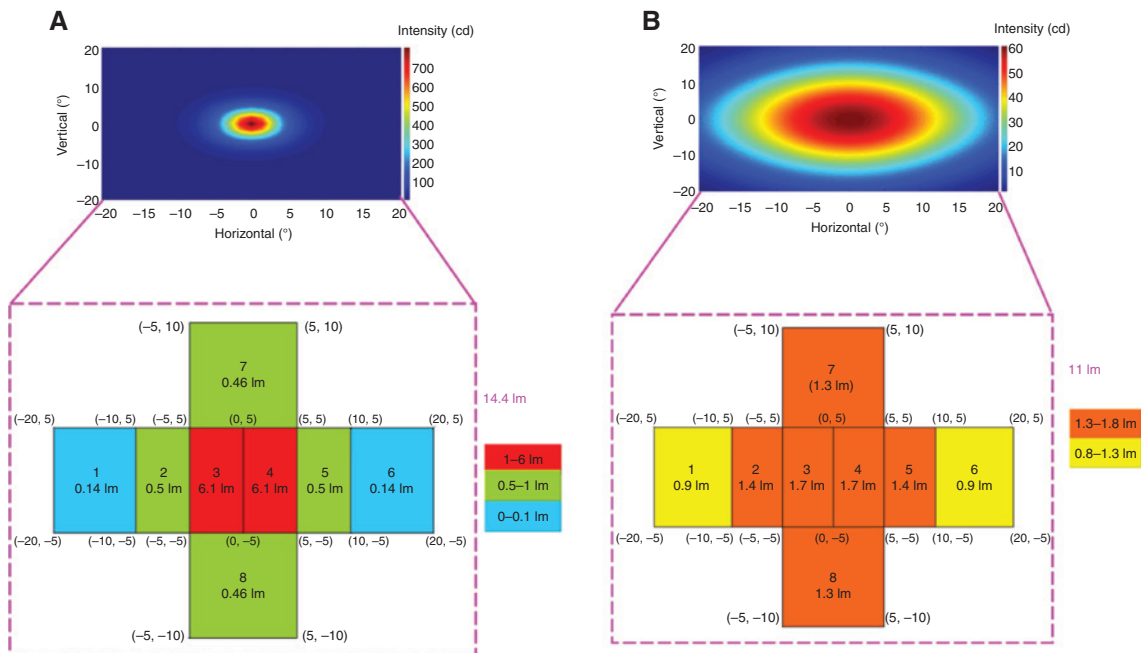 A
Intensity (cd)
20
10
0
–10
–20
Vertical (°)
–20 –15 –10 –5 0 5 10 15 20
Horizontal (°)
700
600
500
400
300
200
100
(–5, 10)
(5, 10)
7
0.46 lm
14.4 lm
(–20, 5)
(–10, 5)
(–5, 5)
(0, 5)
(5, 5)
(10, 5)
(20, 5)
1
0.14 lm
2
0.5 lm
3
6.1 lm
4
6.1 lm
5
0.5 lm
6
0.14 lm
1–6 lm
0.5–1 lm
0–0.1 lm
(–20, –5)
(–10, –5)
(–5, –5)
(0, –5)
(5, –5)
(10, –5)
(20, –5)
8
0.46 lm
(–5, –10)
(5, –10)
B
Intensity (cd)
20
10
0
–10
–20
Vertical (°)
–20 –15 –10 –5 0 5 10 15 20
Horizontal (°)
60
50
40
30
20
10
(–5, 10)
(5, 10)
7
(1.3 lm)
11 lm
(–20, 5)
(–10, 5)
(–5, 5)
(0, 5)
(5, 5)
(10, 5)
(20, 5)
1
0.9 lm
2
1.4 lm
3
1.7 lm
4
1.7 lm
5
1.4 lm
6
0.9 lm
1.3–1.8 lm
0.8–1.3 lm
(–20, –5)
(–10, –5)
(–5, –5)
(0, –5)
(5, –5)
(10, –5)
(20, –5)
8
1.3 lm
(–5, –10)
(5, –10)